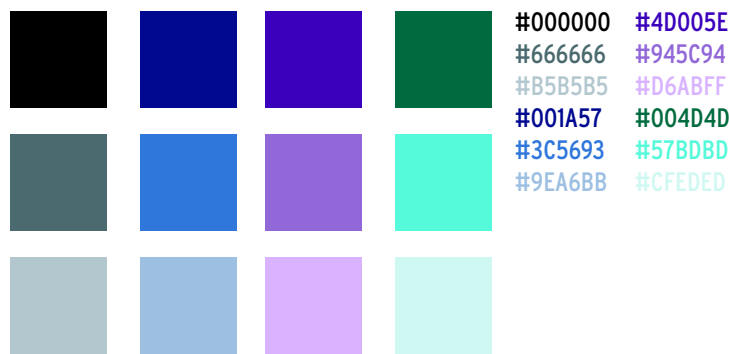 #000000
#666666
#B5B5B5
#001A57
#3C5693
#9EA6BB
#4D005E
#945C94
#D6ABFF
#004D4D
#57BDBD
#CFEDED